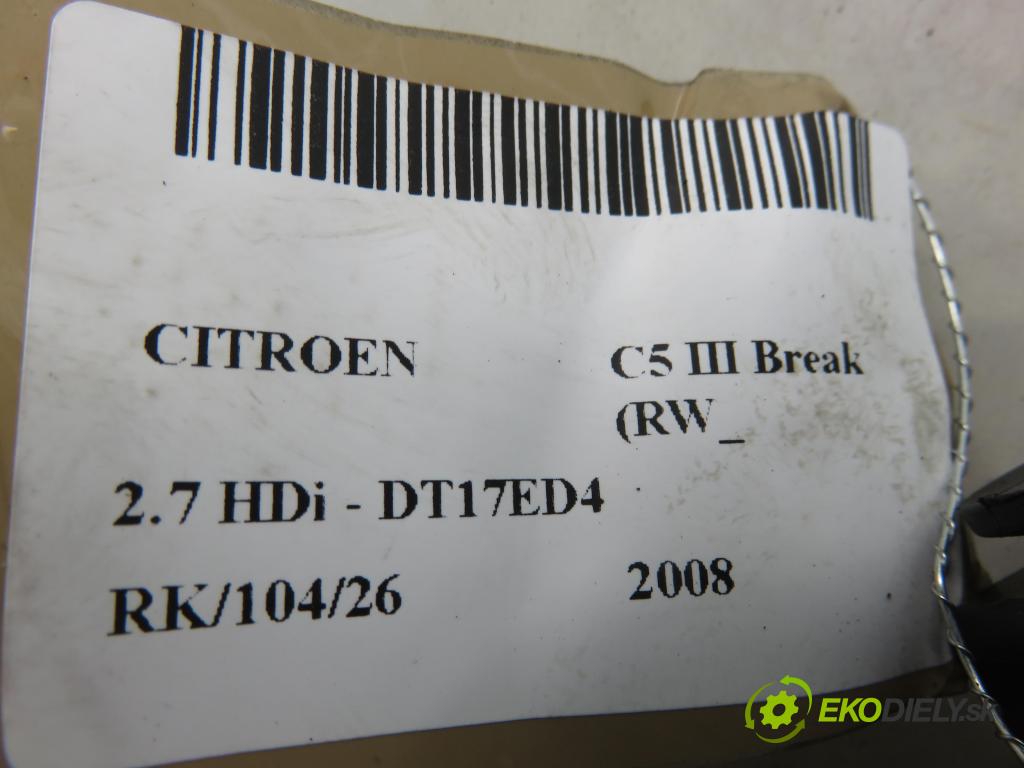 CITROEN C5 III Break
(RW_
2.7 HDi - DT17ED4
RK/104/26 2008
EKODIELY.sk